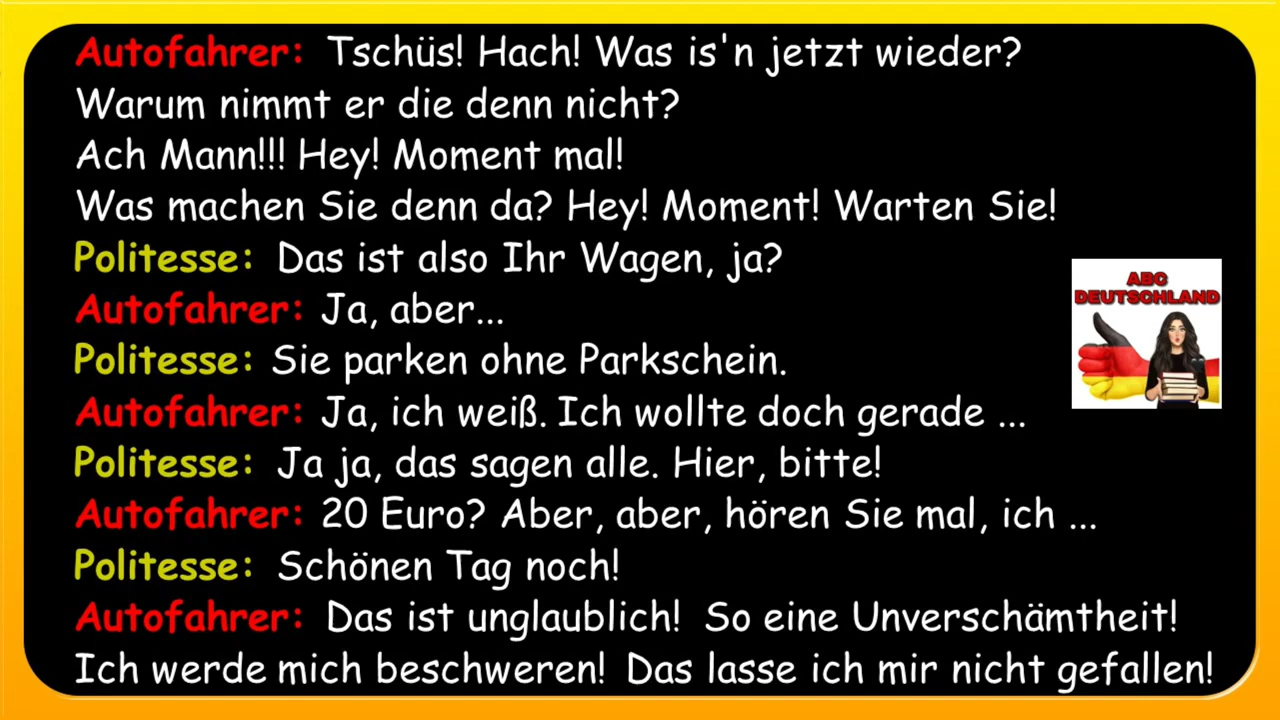 Autofahrer: Tschüs! Hach! Was is'n jetzt wieder?
Warum nimmt er die denn nicht?
Ach Mann!!! Hey! Moment mal!
Was machen Sie denn da? Hey! Moment! Warten Sie!
Politesse: Das ist also Ihr Wagen, ja?
Autofahrer: Ja, aber...
Politesse: Sie parken ohne Parkschein.
Autofahrer: Ja, ich weiß. Ich wollte doch gerade ...
Politesse: Ja ja, das sagen alle. Hier, bitte!
Autofahrer: 20 Euro? Aber, aber, hören Sie mal, ich ...
Politesse: Schönen Tag noch!
Autofahrer: Das ist unglaublich! So eine Unverschämtheit!
Ich werde mich beschweren! Das lasse ich mir nicht gefallen!
ABC
DEUTSCHLAND